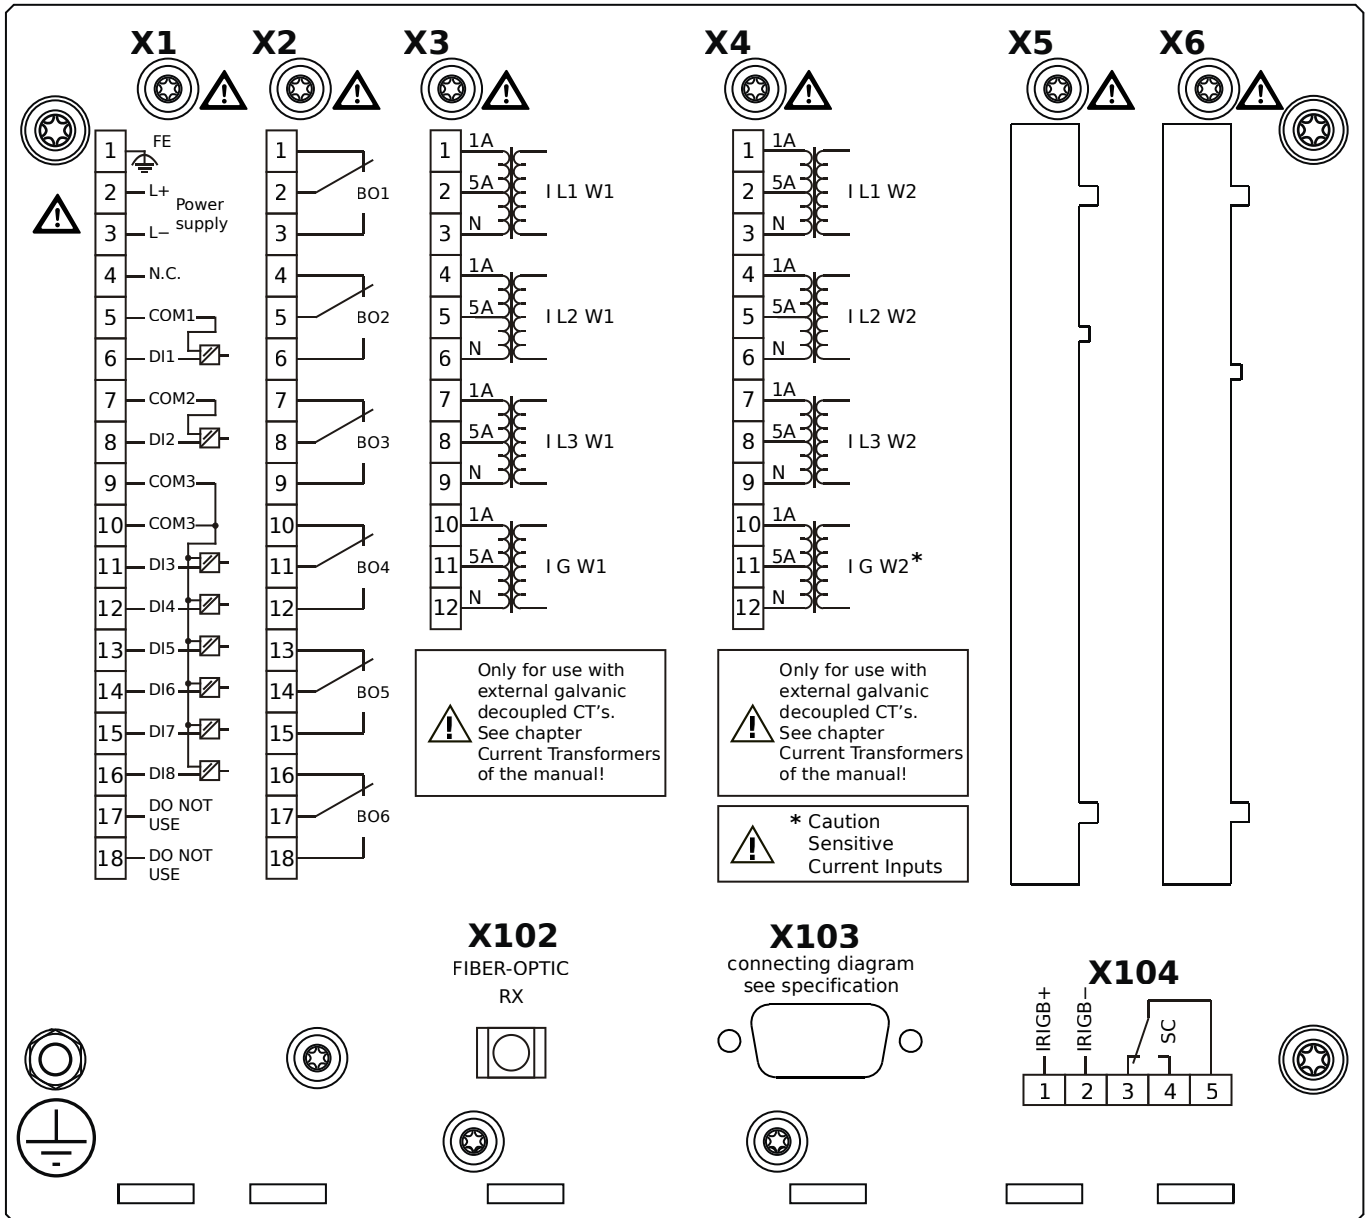 X1
X2
X3
X4
X5
X6
1 FE
2 L+
Power
supply
3 L−
4 N.C.
5 COM1
6 DI1
7 COM2
8 DI2
9 COM3
10 COM3
11 DI3
12 DI4
13 DI5
14 DI6
15 DI7
16 DI8
17 DO NOT
USE
18 DO NOT
USE
1
2 BO1
3
4
5 BO2
6
7
8 BO3
9
10
11 BO4
12
13
14 BO5
15
16
17 BO6
18
1 1A
2 5A I L1 W1
3 N
4 1A
5 5A I L2 W1
6 N
7 1A
8 5A I L3 W1
9 N
10 1A
11 5A I G W1
12 N
Only for use with
external galvanic
decoupled CT's.
See chapter
Current Transformers
of the manual!
1 1A
2 5A I L1 W2
3 N
4 1A
5 5A I L2 W2
6 N
7 1A
8 5A I L3 W2
9 N
10 1A
11 5A I G W2*
12 N
Only for use with
external galvanic
decoupled CT's.
See chapter
Current Transformers
of the manual!
* Caution
Sensitive
Current Inputs
X102
FIBER-OPTIC
RX
X103
connecting diagram
see specification
X104
IRIGB+
IRIGB−
SC
1 2 3 4 5